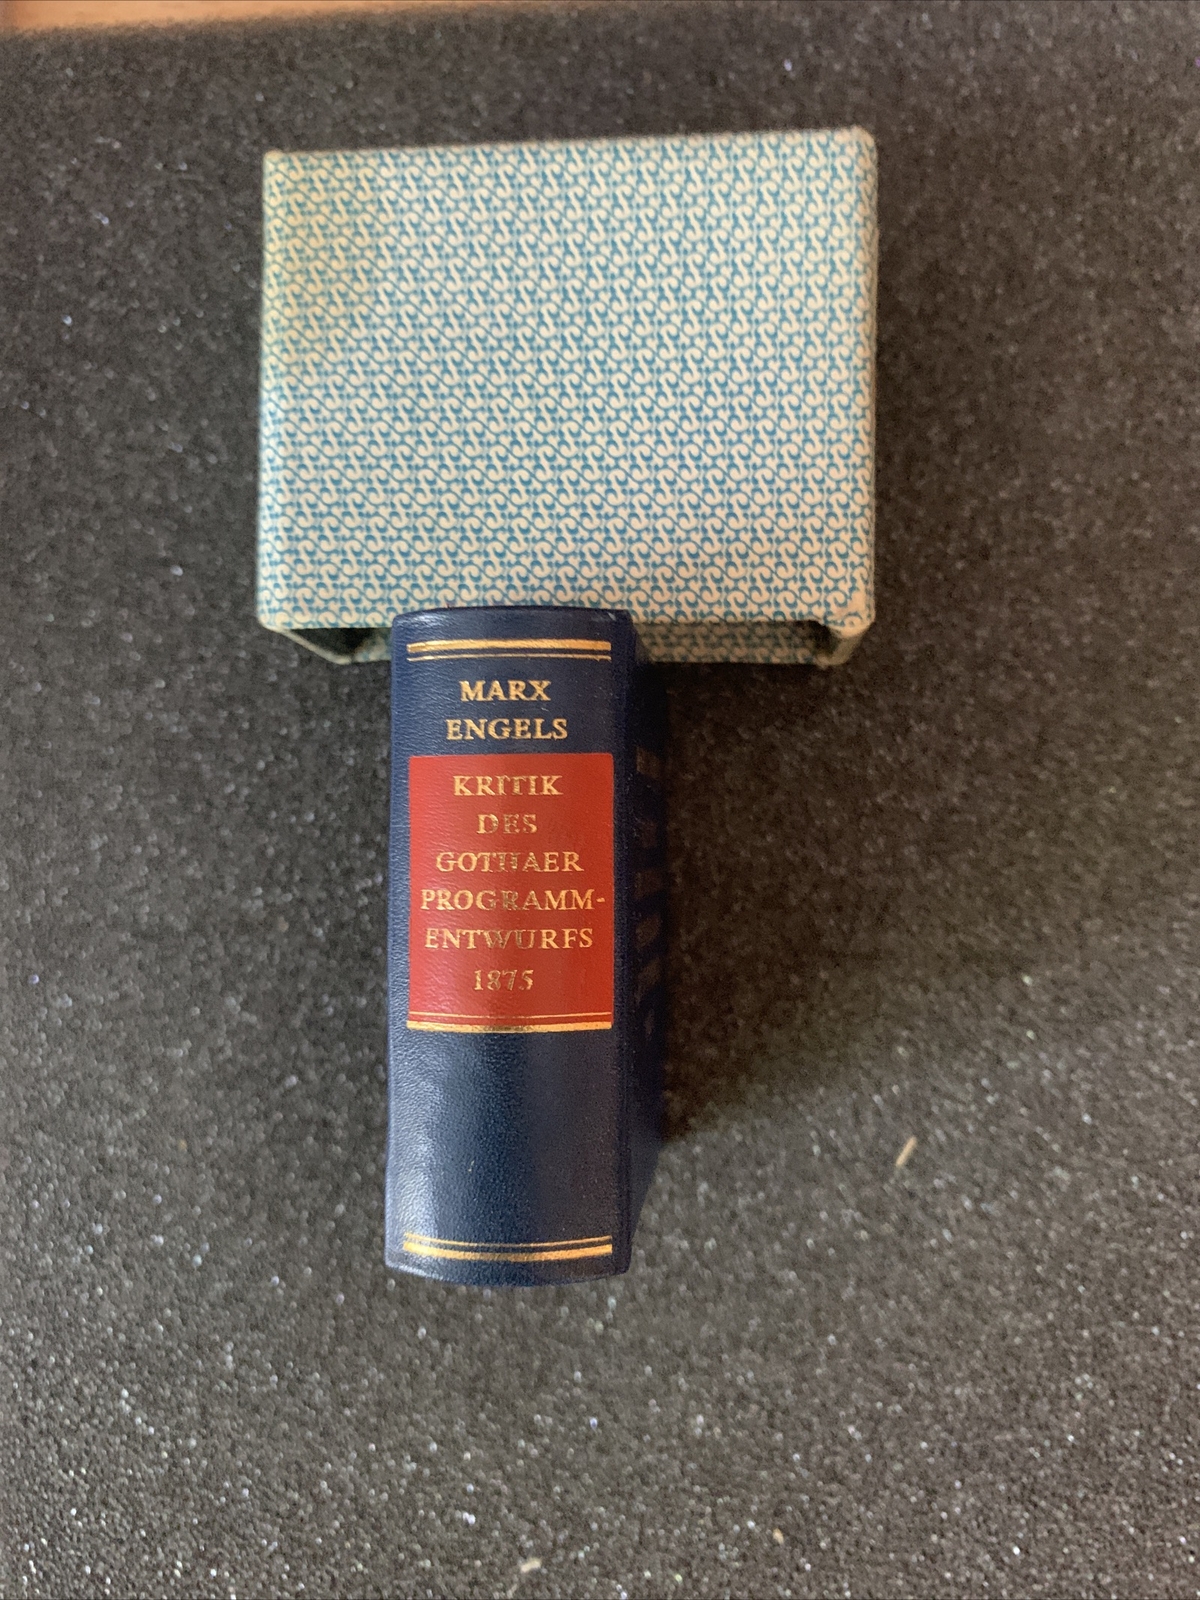 MARX
ENGELS
KRITIK
DES
GOTHAER
PROGRAMM-
ENTWURFS
1875